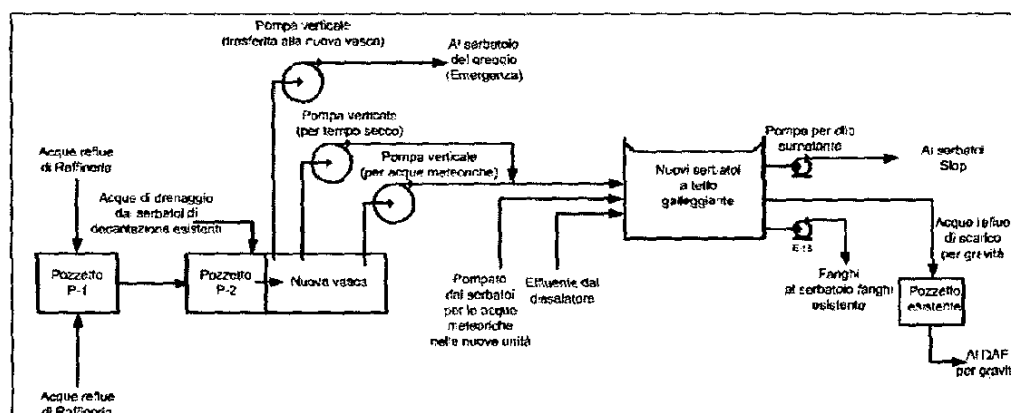 Pompa verticale
(trasferita alla nuova vasca)
Al serbatoio
del greggio
(Emergenza)
Pompa verticale
(per tempo secco)
Pompa verticale
(per acque meteoriche)
Acque reflue
di Raffineria
Acque di drenaggio
dai serbatoi di
decantazione esistenti
Pozzetto
P-1
Pozzetto
P-2
Nuova vasca
Acque reflue
di Raffineria
Pompato
dai serbatoi
per le acque
meteoriche
nelle nuove unità
Effluente dal
dissalatore
Nuovi serbatoi
a tetto
galleggiante
Pompa per olio
surnatante
Ai serbatoi
Slop
Fanghi
al serbatoio fanghi
esistente
Acque reflue
di scarico
per gravità
Pozzetto
esistente
Al DAF
per gravit